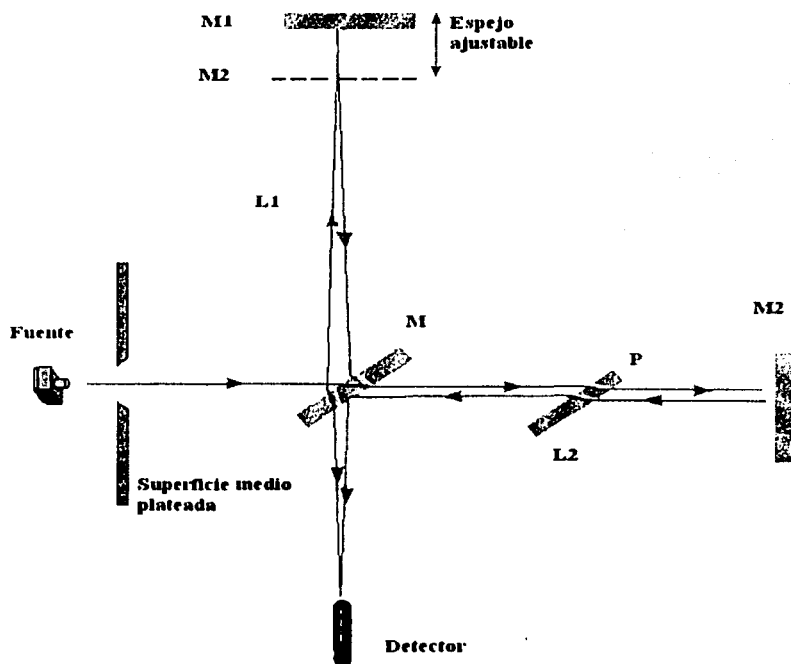 M1
Espejo
ajustable
M2
L1
M
M2
Fuente
P
L2
Superficie medio
plateada
Detector